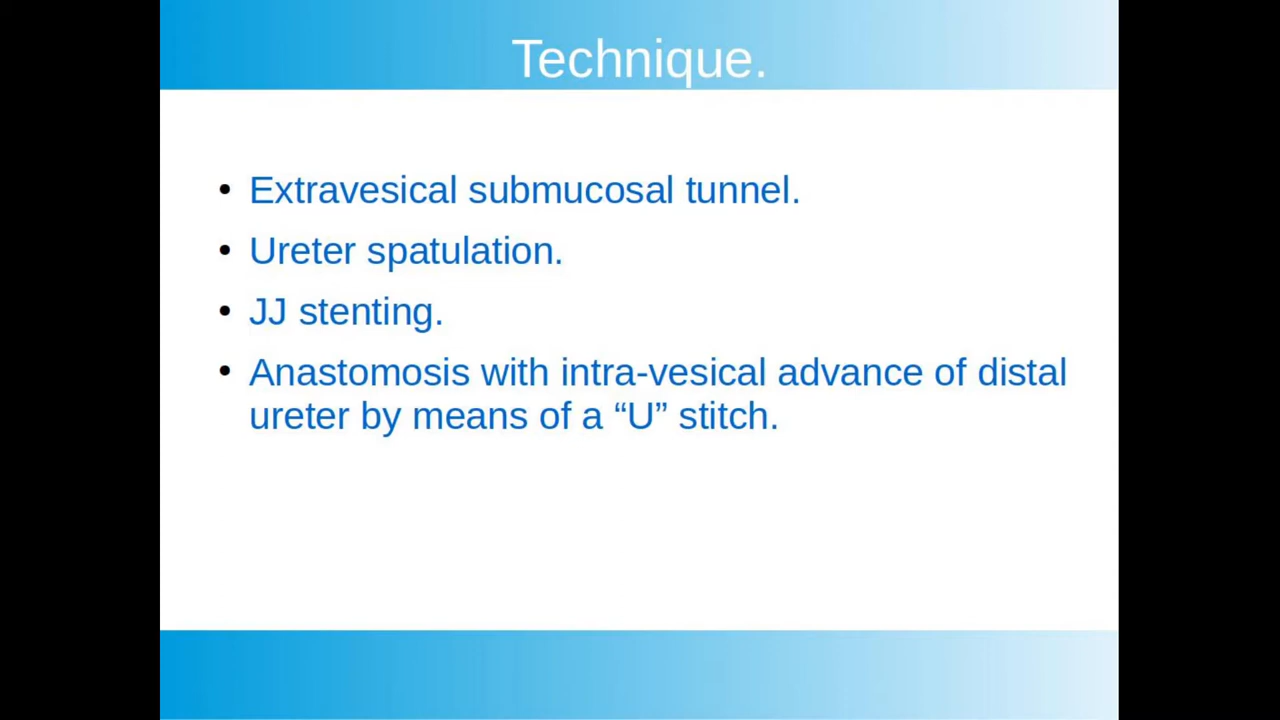 Technique.
• Extravesical submucosal tunnel.
• Ureter spatulation.
• JJ stenting.
• Anastomosis with intra-vesical advance of distal
ureter by means of a “U” stitch.